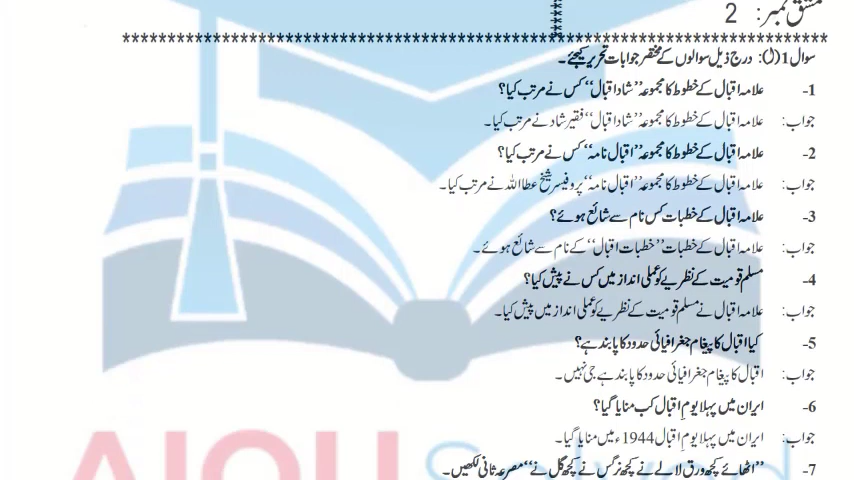 مشق نمبر: 2
سوال 1(ل): درج ذیل سوالوں کے مختصر جوابات تحریر کیجئے۔
1- علامہ اقبال کے خطوط کا مجموعہ ”شاد اقبال“ کس نے مرتب کیا؟
جواب: علامہ اقبال کے خطوط کا مجموعہ ”شاد اقبال“ فقیر شاد نے مرتب کیا۔
2- علامہ اقبال کے خطوط کا مجموعہ ”اقبال نامہ“ کس نے مرتب کیا؟
جواب: علامہ اقبال کے خطوط کا مجموعہ ”اقبال نامہ“ پروفیسر شیخ عطااللہ نے مرتب کیا۔
3- علامہ اقبال کے خطبات کس نام سے شائع ہوئے؟
جواب: علامہ اقبال کے خطبات ”خطبات اقبال“ کے نام سے شائع ہوئے۔
4- مسلم قومیت کے نظریے کو عملی انداز میں کس نے پیش کیا؟
جواب: علامہ اقبال نے مسلم قومیت کے نظریے کو عملی انداز میں پیش کیا۔
5- کیا اقبال کا پیغام جغرافیائی حدود کا پابند ہے؟
جواب: اقبال کا پیغام جغرافیائی حدود کا پابند ہے جی نہیں۔
6- ایران میں پہلا یومِ اقبال کب منایا گیا؟
جواب: ایران میں پہلا یومِ اقبال 1944ء میں منایا گیا۔
7- ”اٹھائے کچھ ورق لالے نے کچھ نرگس نے کچھ گل نے“ مصرعہ ثانی لکھیں۔
AIOU